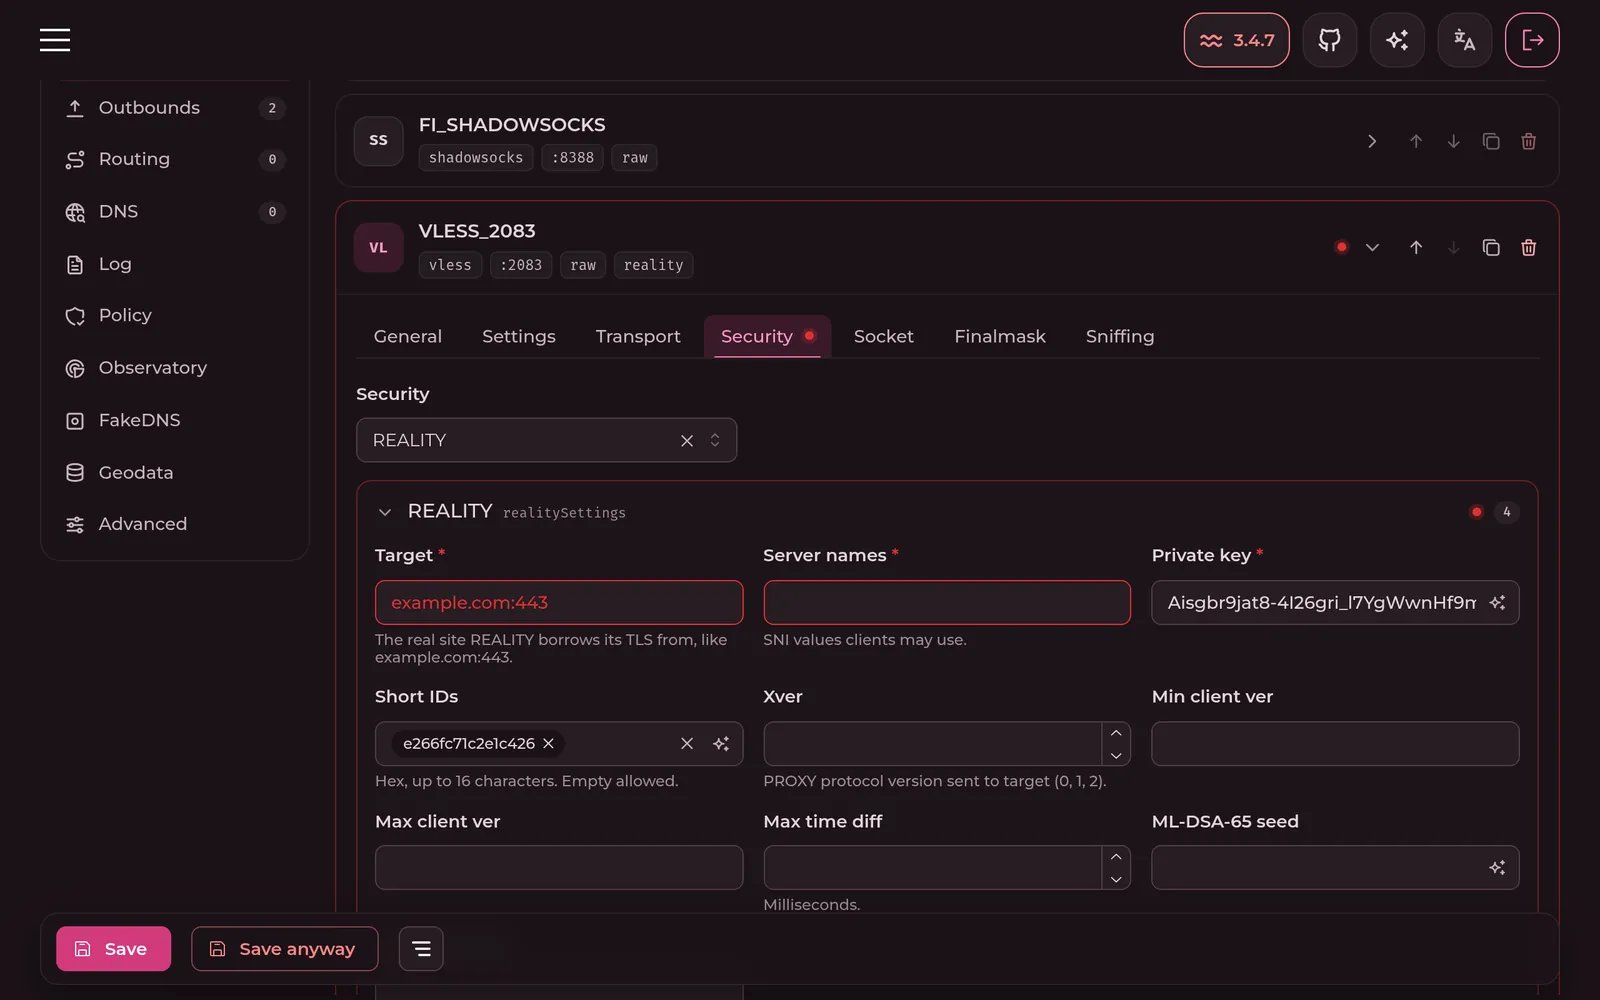 3.4.7
Outbounds 2
Routing 0
DNS 0
Log
Policy
Observatory
FakeDNS
Geodata
Advanced
SS
FI_SHADOWSOCKS
shadowsocks :8388 raw
VL
VLESS_2083
vless :2083 raw reality
General Settings Transport Security Socket Finalmask Sniffing
Security
REALITY
REALITY realitySettings 4
Target * Server names * Private key *
example.com:443 Aisgbr9jat8-4I26gri_I7YgWwnHf9m
The real site REALITY borrows its TLS from, like
example.com:443.
SNI values clients may use.
Short IDs Xver Min client ver
e266fc71c2e1c426
Hex, up to 16 characters. Empty allowed. PROXY protocol version sent to target (0, 1, 2).
Max client ver Max time diff ML-DSA-65 seed
Milliseconds.
Save Save anyway